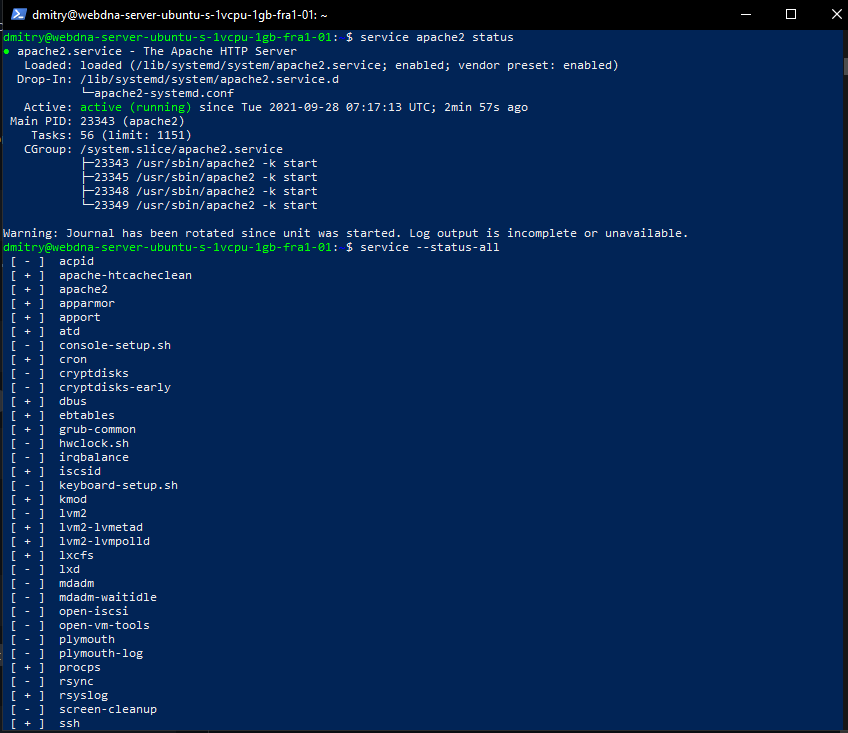 dmitry@webdna-server-ubuntu-s-1vcpu-1gb-fra1-01: ~
dmitry@webdna-server-ubuntu-s-1vcpu-1gb-fra1-01: $ service apache2 status
● apache2.service - The Apache HTTP Server
   Loaded: loaded (/lib/systemd/system/apache2.service; enabled; vendor preset: enabled)
  Drop-In: /lib/systemd/system/apache2.service.d
           └─apache2-systemd.conf
   Active: active (running) since Tue 2021-09-28 07:17:13 UTC; 2min 57s ago
 Main PID: 23343 (apache2)
    Tasks: 56 (limit: 1151)
   CGroup: /system.slice/apache2.service
           ├─23343 /usr/sbin/apache2 -k start
           ├─23345 /usr/sbin/apache2 -k start
           ├─23348 /usr/sbin/apache2 -k start
           └─23349 /usr/sbin/apache2 -k start
Warning: Journal has been rotated since unit was started. Log output is incomplete or unavailable.
dmitry@webdna-server-ubuntu-s-1vcpu-1gb-fra1-01: $ service --status-all
 [ - ]  acpid
 [ + ]  apache-htcacheclean
 [ + ]  apache2
 [ + ]  apparmor
 [ + ]  apport
 [ + ]  atd
 [ - ]  console-setup.sh
 [ + ]  cron
 [ - ]  cryptdisks
 [ - ]  cryptdisks-early
 [ + ]  dbus
 [ + ]  ebtables
 [ + ]  grub-common
 [ - ]  hwclock.sh
 [ - ]  irqbalance
 [ + ]  iscsid
 [ - ]  keyboard-setup.sh
 [ + ]  kmod
 [ - ]  lvm2
 [ + ]  lvm2-lvmetad
 [ + ]  lvm2-lvmpolld
 [ + ]  lxcfs
 [ - ]  lxd
 [ - ]  mdadm
 [ - ]  mdadm-waitidle
 [ - ]  open-iscsi
 [ - ]  open-vm-tools
 [ - ]  plymouth
 [ - ]  plymouth-log
 [ + ]  procps
 [ - ]  rsync
 [ + ]  rsyslog
 [ - ]  screen-cleanup
 [ + ]  ssh